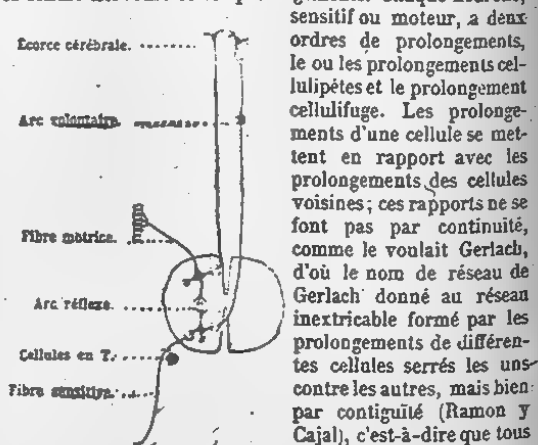 sensitif ou moteur, a deux
ordres de prolongements,
le ou les prolongements cel-
lulipètes et le prolongement
cellulifuge. Les prolonge-
ments d'une cellule se met-
tent en rapport avec les
prolongements des cellules
voisines; ces rapports ne se
font pas par continuité,
comme le voulait Gerlach,
d'où le nom de réseau de
Gerlach donné au réseau
inextricable formé par les
prolongements de différen-
tes cellules serrés les uns
contre les autres, mais bien
par contiguïté (Ramon y
Cajal), c'est-à-dire que tous
Écorce cérébrale.
Arc volontaire.
Fibre motrice.
Arc réflexe.
Cellules en T.
Fibre sensitive.